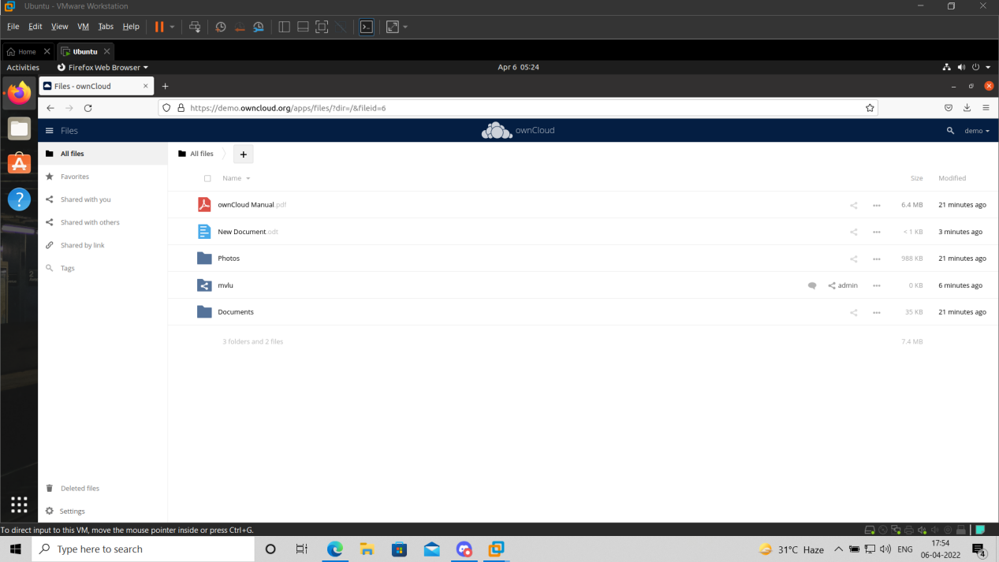 Ubuntu - VMware Workstation
File Edit View VM Tabs Help
Home Ubuntu
Activities Firefox Web Browser Apr 6 05:24
Files - ownCloud
https://demo.owncloud.org/apps/files/?dir=/&fileid=6
Files ownCloud demo
All files
Favorites
Shared with you
Shared with others
Shared by link
Tags
Deleted files
Settings
All files +
Name Size Modified
ownCloud Manual.pdf 6.4 MB 21 minutes ago
New Document.odt < 1 KB 3 minutes ago
Photos 988 KB 21 minutes ago
mvlu admin 0 KB 6 minutes ago
Documents 35 KB 21 minutes ago
3 folders and 2 files 7.4 MB
To direct input to this VM, move the mouse pointer inside or press Ctrl+G.
Type here to search
31°C Haze
ENG
17:54
06-04-2022
4